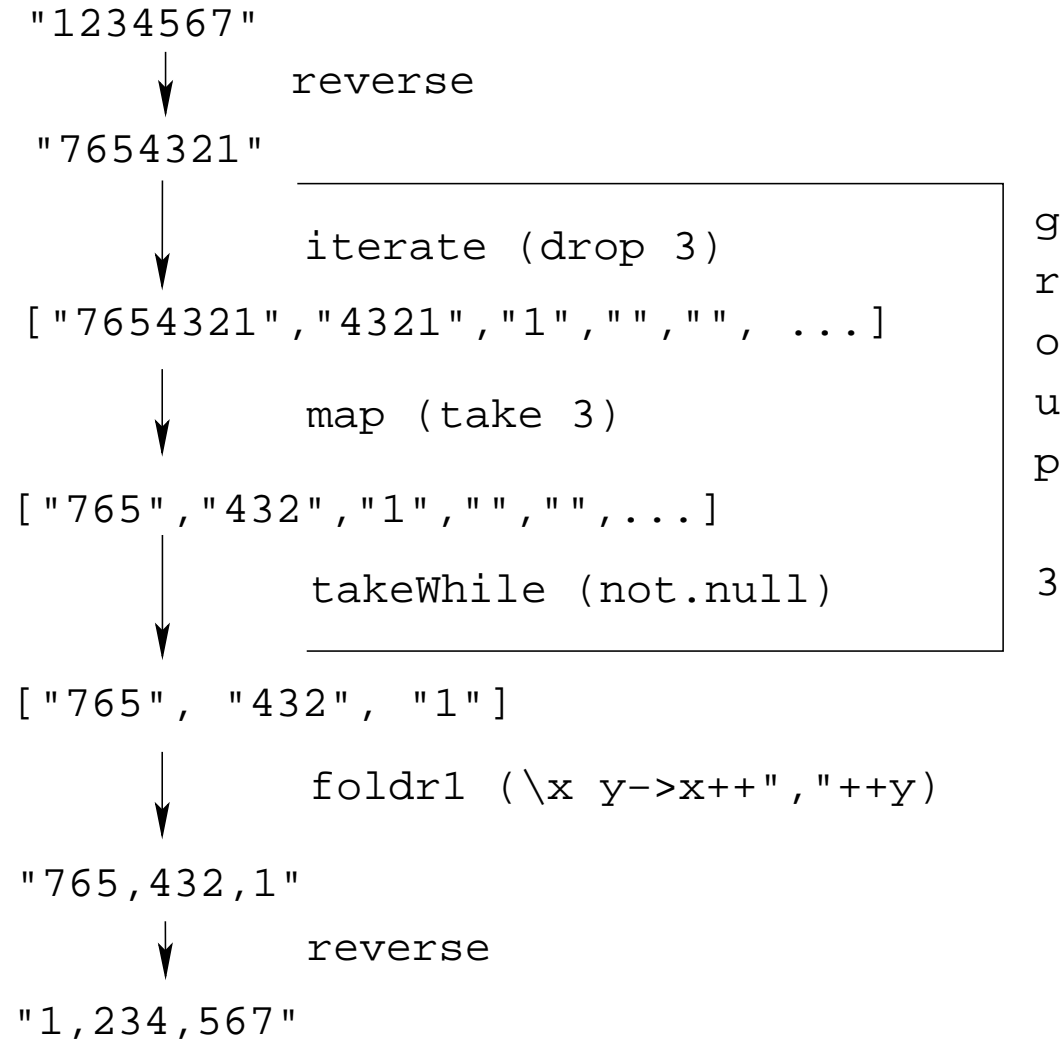 "1234567"
reverse
"7654321"
iterate (drop 3)
["7654321","4321","1","","", ...]
map (take 3)
["765","432","1","","",...]
takeWhile (not.null)
["765", "432", "1"]
foldr1 (\x y->x++","++y)
"765,432,1"
reverse
"1,234,567"
g
r
o
u
p
3